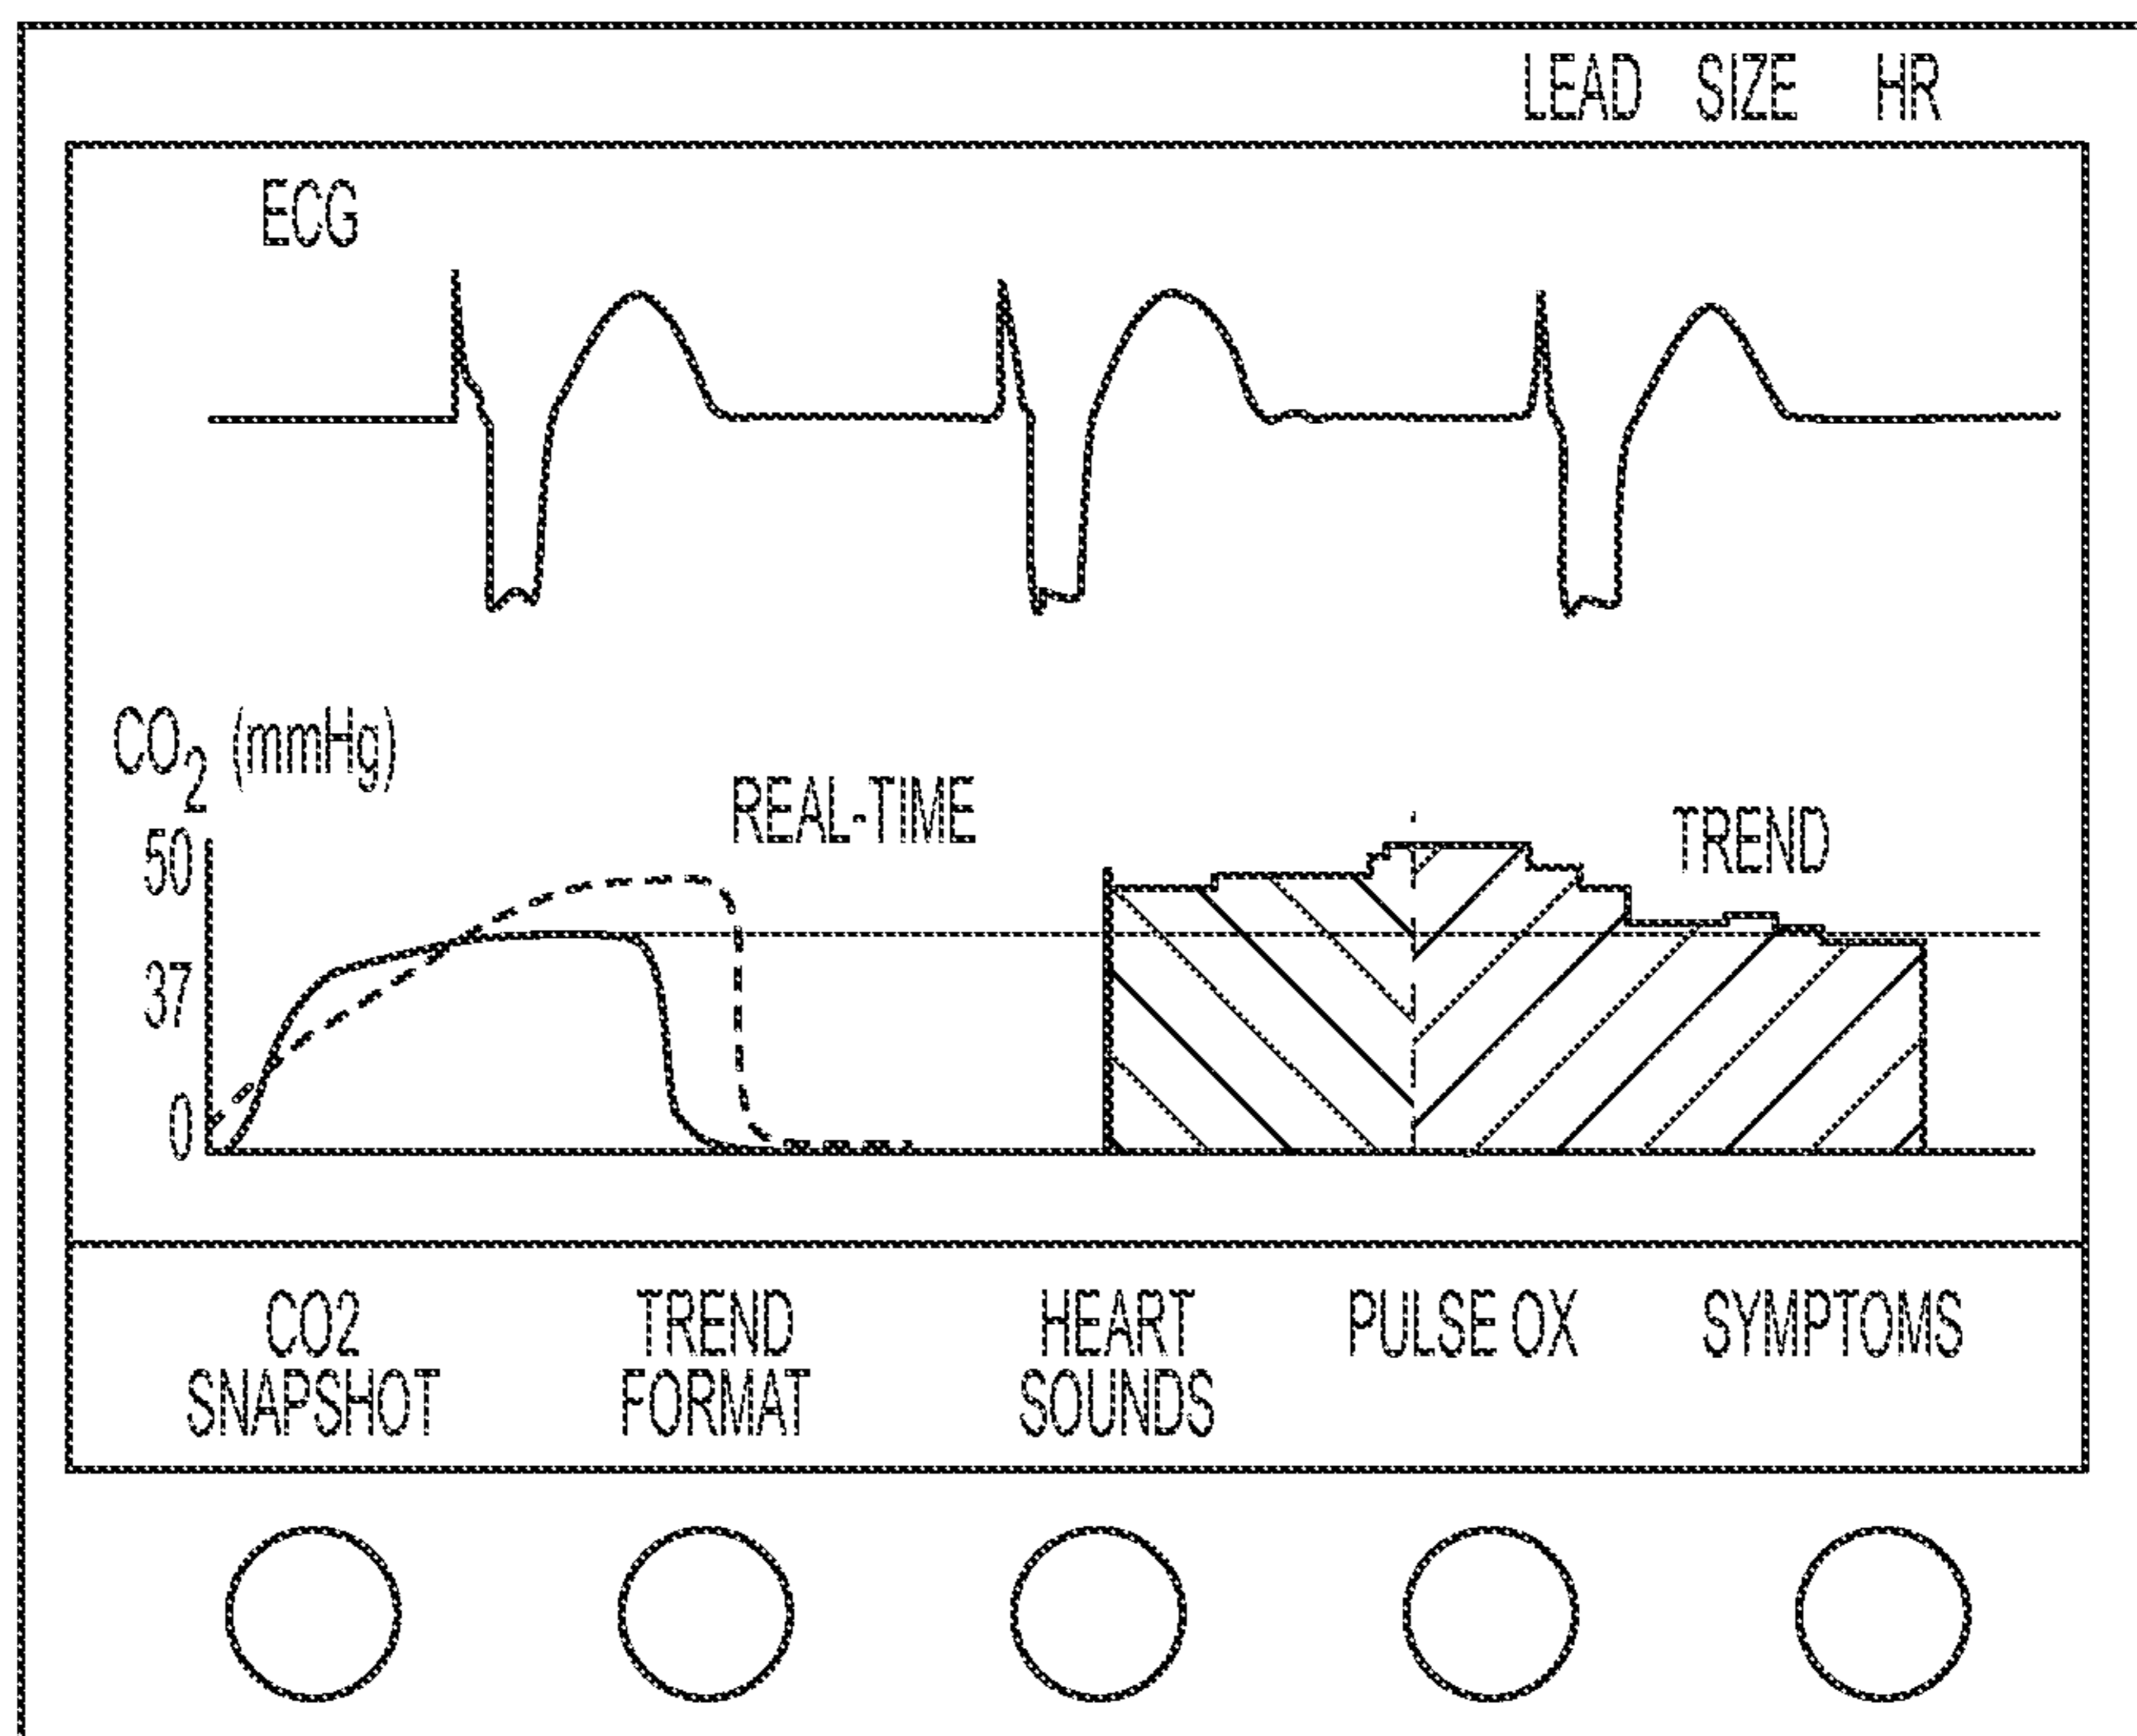 LEAD SIZE HR
ECG
CO₂ (mmHg)
REAL-TIME
TREND
50
37
0
CO2 SNAPSHOT
TREND FORMAT
HEART SOUNDS
PULSE OX
SYMPTOMS